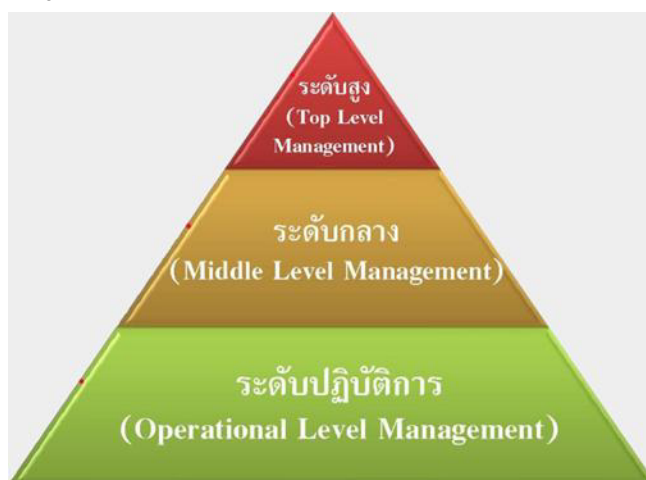 ระดับสูง
(Top Level
Management)
ระดับกลาง
(Middle Level Management)
ระดับปฏิบัติการ
(Operational Level Management)